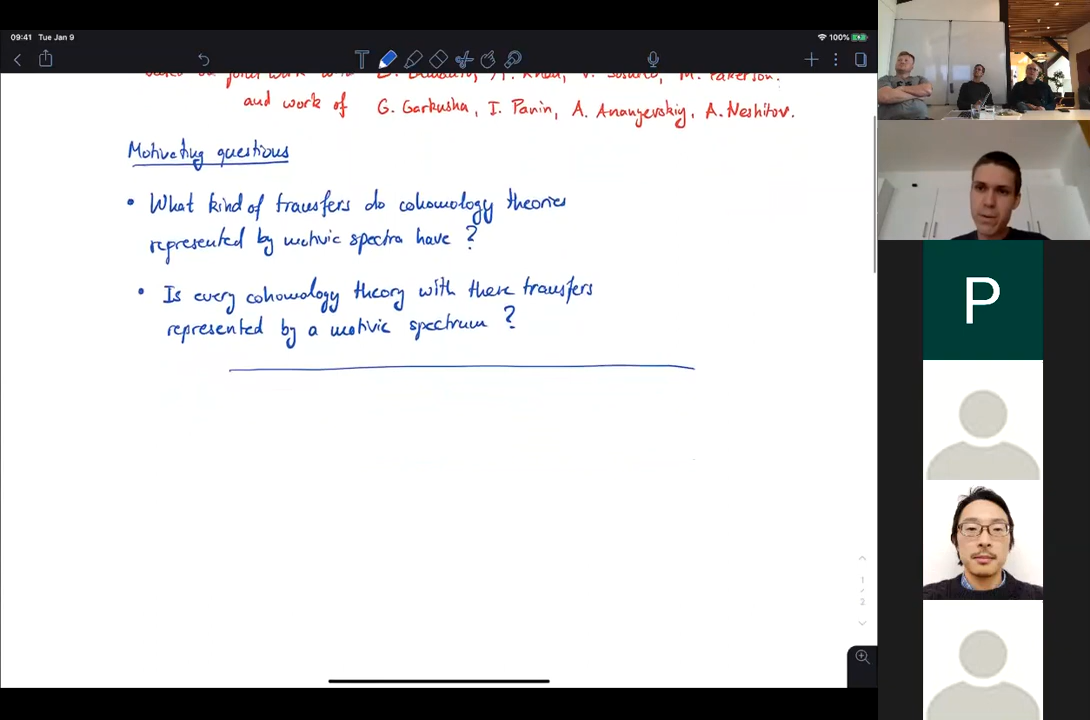 09:41 Tue Jan 9
100%
and work of G. Garkusha, I. Panin, A. Ananyevskiy, A. Neshitov.
Motivating questions
• What kind of transfers do cohomology theories
represented by motivic spectra have ?
• Is every cohomology theory with these transfers
represented by a motivic spectrum ?
T
1
/
2
P